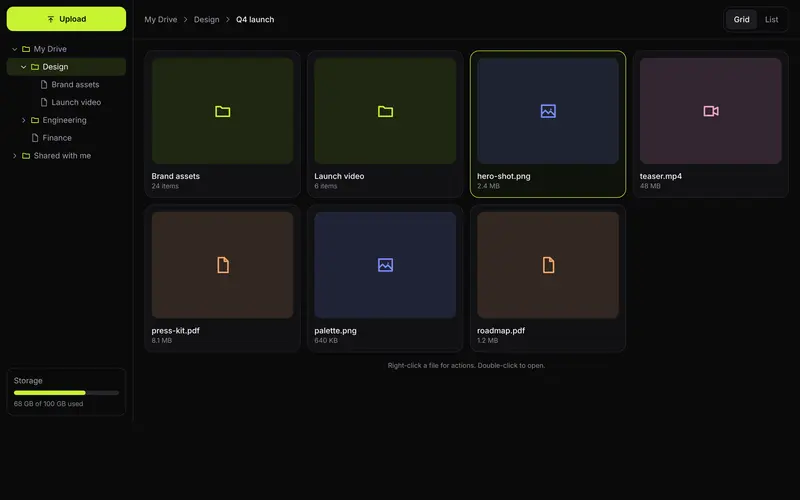 Upload
My Drive
Design
Brand assets
Launch video
Engineering
Finance
Shared with me
Storage
68 GB of 100 GB used
My Drive > Design > Q4 launch
Grid List
Brand assets
24 items
Launch video
6 items
hero-shot.png
2.4 MB
teaser.mp4
48 MB
press-kit.pdf
8.1 MB
palette.png
640 KB
roadmap.pdf
1.2 MB
Right-click a file for actions. Double-click to open.